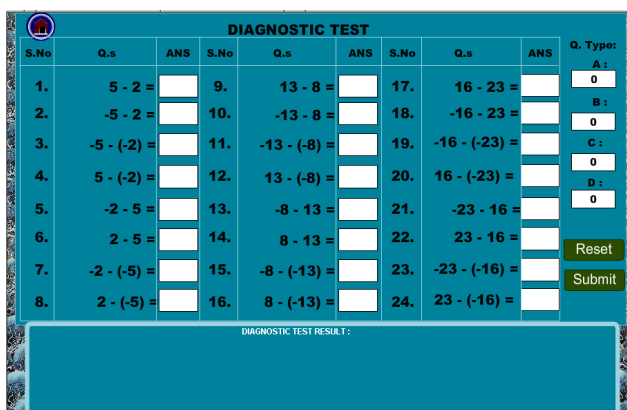 DIAGNOSTIC TEST
S.No Q.s ANS S.No Q.s ANS S.No Q.s ANS Q. Type:
A :
1. 5 - 2 = 9. 13 - 8 = 17. 16 - 23 = 0
B :
2. -5 - 2 = 10. -13 - 8 = 18. -16 - 23 = 0
3. -5 - (-2) = 11. -13 - (-8) = 19. -16 - (-23) = C :
0
4. 5 - (-2) = 12. 13 - (-8) = 20. 16 - (-23) = D :
0
5. -2 - 5 = 13. -8 - 13 = 21. -23 - 16 =
6. 2 - 5 = 14. 8 - 13 = 22. 23 - 16 = Reset
7. -2 - (-5) = 15. -8 - (-13) = 23. -23 - (-16) = Submit
8. 2 - (-5) = 16. 8 - (-13) = 24. 23 - (-16) =
DIAGNOSTIC TEST RESULT :